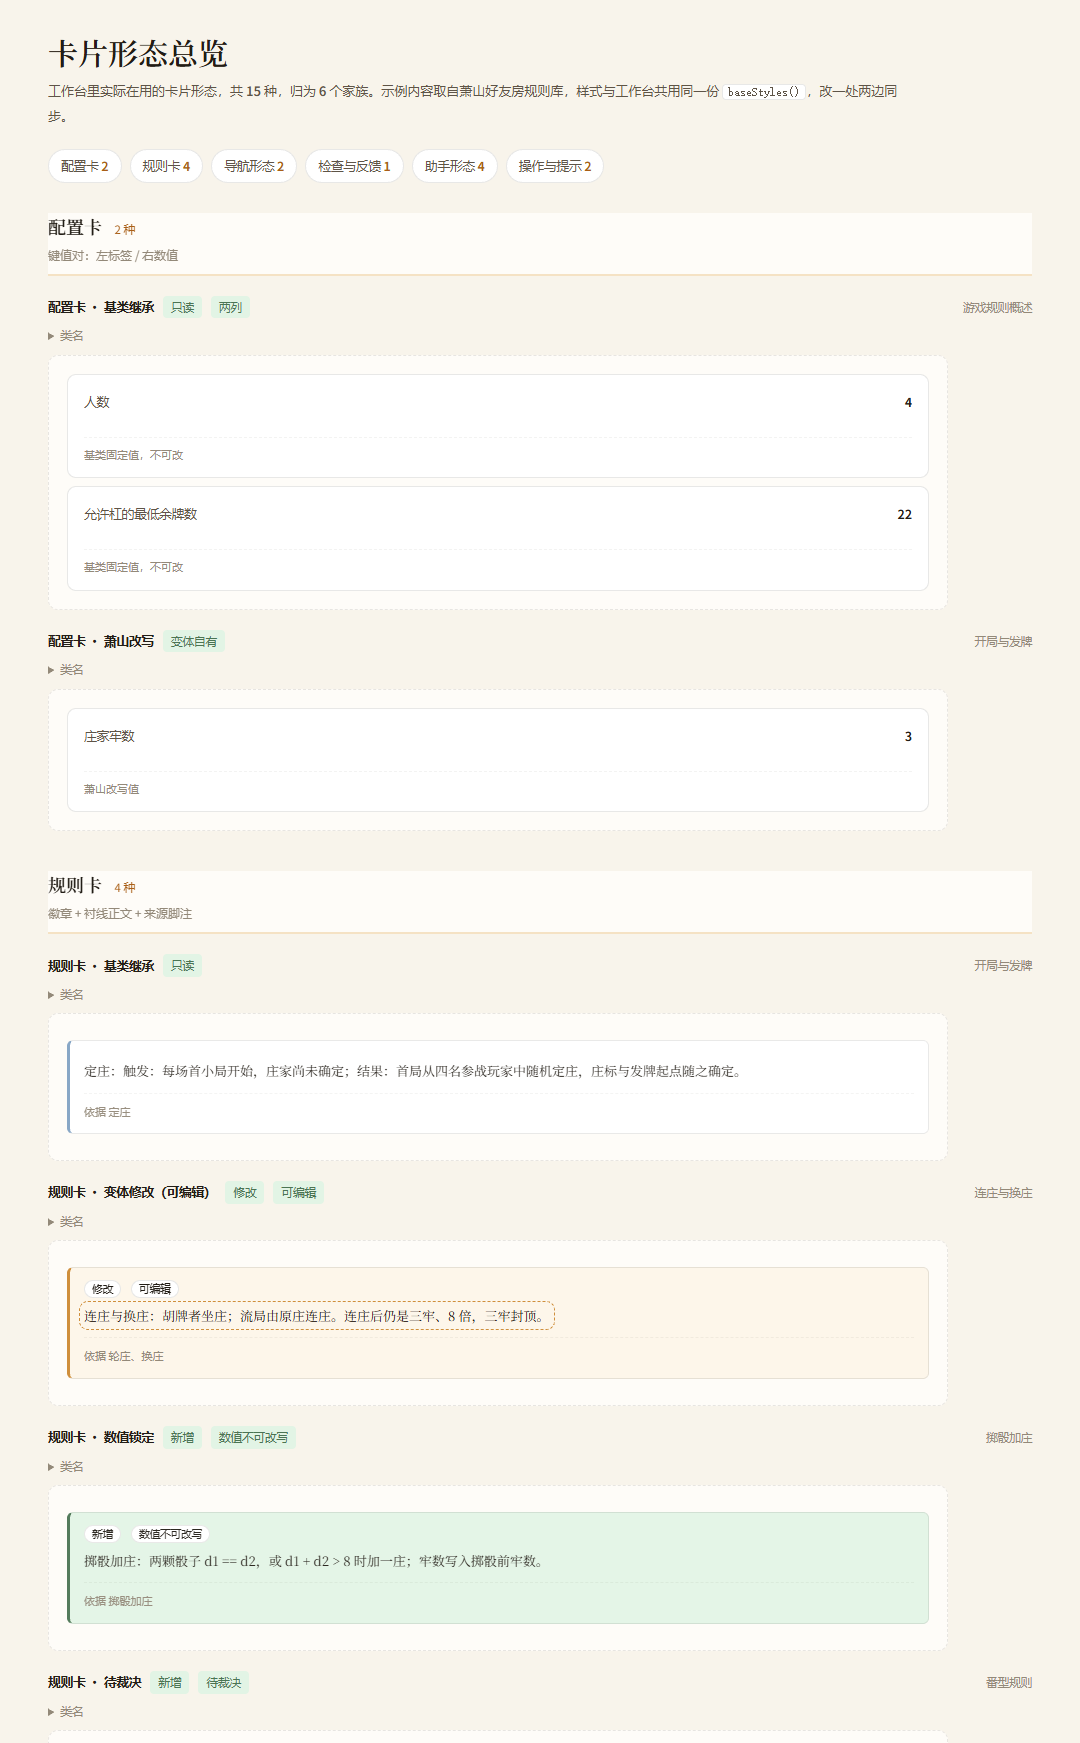 卡片形态总览
工作台里实际在用的卡片形态，共 15 种，归为 6 个家族。示例内容取自萧山好友房规则库，样式与工作台共用同一份 baseStyles()，改一处两边同
步。
配置卡 2 规则卡 4 导航形态 2 检查与反馈 1 助手形态 4 操作与提示 2
配置卡 2 种
键值对：左标签 / 右数值
配置卡 · 基类继承 只读 两列 游戏规则概述
▶ 类名
人数 4
基类固定值，不可改
允许杠的最低余牌数 22
基类固定值，不可改
配置卡 · 萧山改写 变体自有 开局与发牌
▶ 类名
庄家牢数 3
萧山改写值
规则卡 4 种
徽章 + 衬线正文 + 来源脚注
规则卡 · 基类继承 只读 开局与发牌
▶ 类名
定庄：触发：每场首小局开始，庄家尚未确定；结果：首局从四名参战玩家中随机定庄，庄标与发牌起点随之确定。
依据 定庄
规则卡 · 变体修改（可编辑） 修改 可编辑 连庄与换庄
▶ 类名
修改 可编辑
连庄与换庄：胡牌者坐庄；流局由原庄连庄。连庄后仍是三牢、8 倍，三牢封顶。
依据 轮庄、换庄
规则卡 · 数值锁定 新增 数值不可改写 掷骰加庄
▶ 类名
新增 数值不可改写
掷骰加庄：两颗骰子 d1 == d2，或 d1 + d2 > 8 时加一庄；牢数写入掷骰前牢数。
依据 掷骰加庄
规则卡 · 待裁决 新增 待裁决 番型规则
▶ 类名